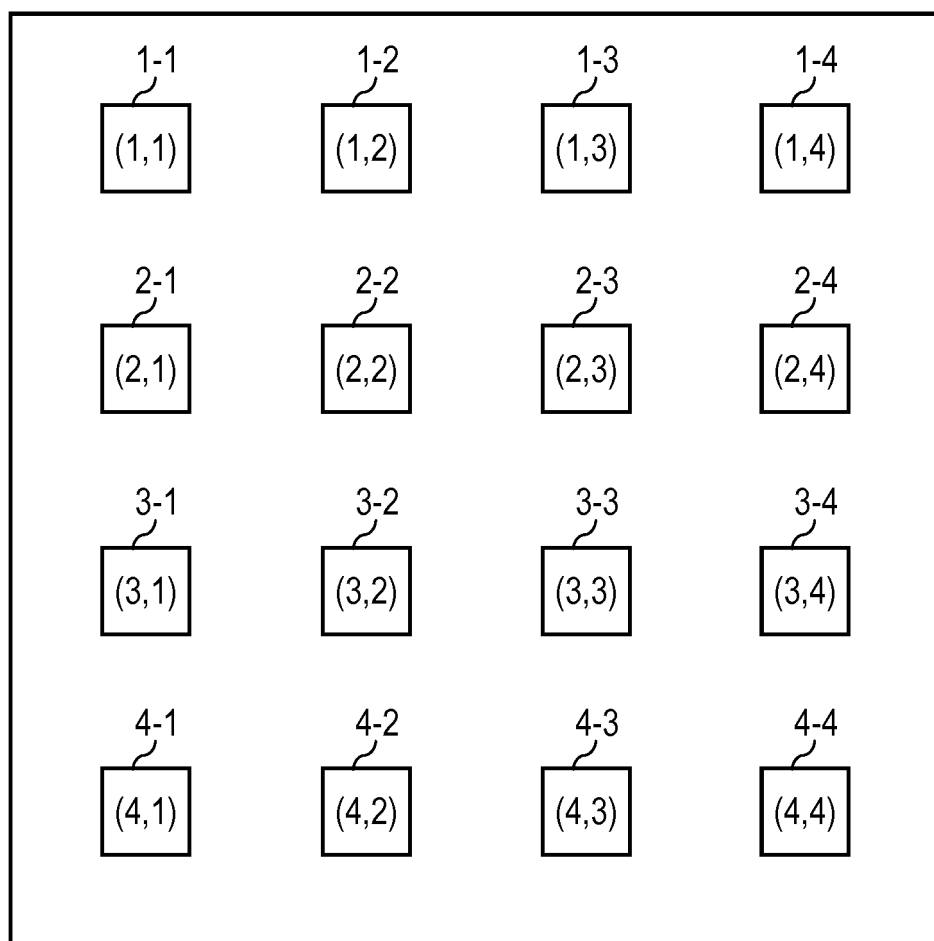 1-1 1-2 1-3 1-4
(1,1) (1,2) (1,3) (1,4)
2-1 2-2 2-3 2-4
(2,1) (2,2) (2,3) (2,4)
3-1 3-2 3-3 3-4
(3,1) (3,2) (3,3) (3,4)
4-1 4-2 4-3 4-4
(4,1) (4,2) (4,3) (4,4)